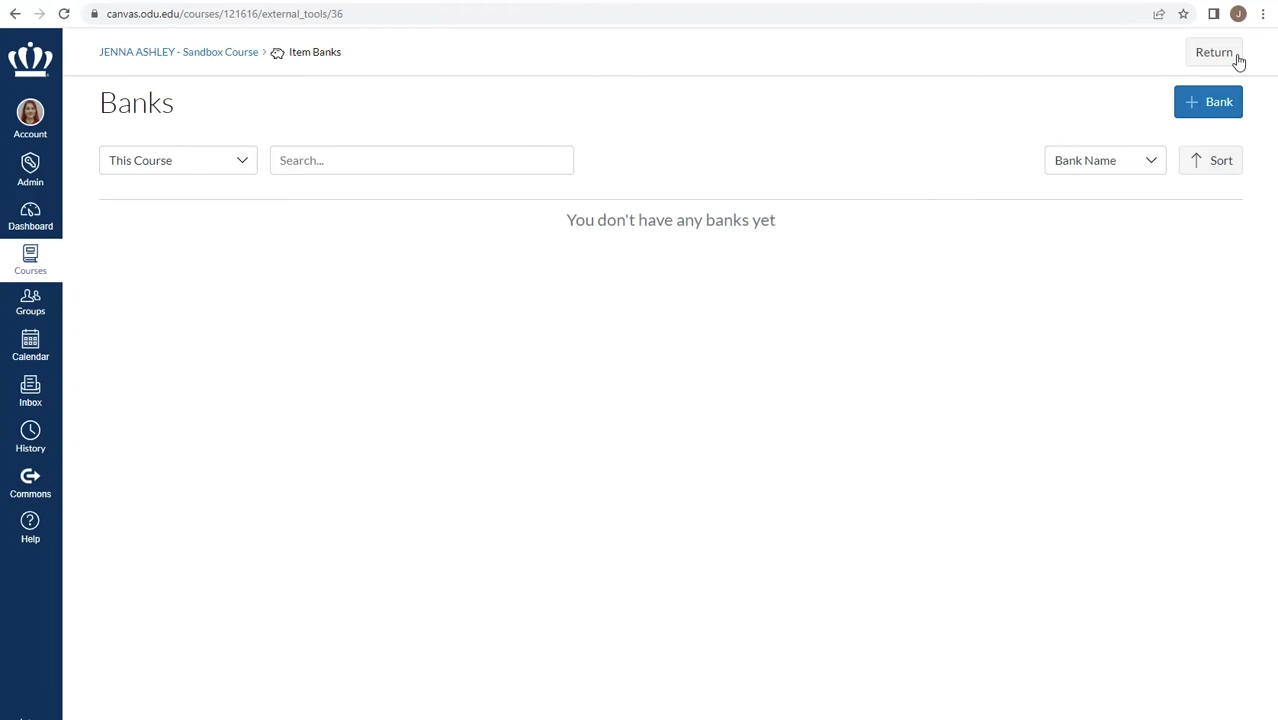 canvas.odu.edu/courses/121616/external_tools/36
J
JENNA ASHLEY - Sandbox Course > Item Banks
Return
Banks
+ Bank
This Course
Search...
Bank Name
Sort
You don't have any banks yet
Account
Admin
Dashboard
Courses
Groups
Calendar
Inbox
History
Commons
Help